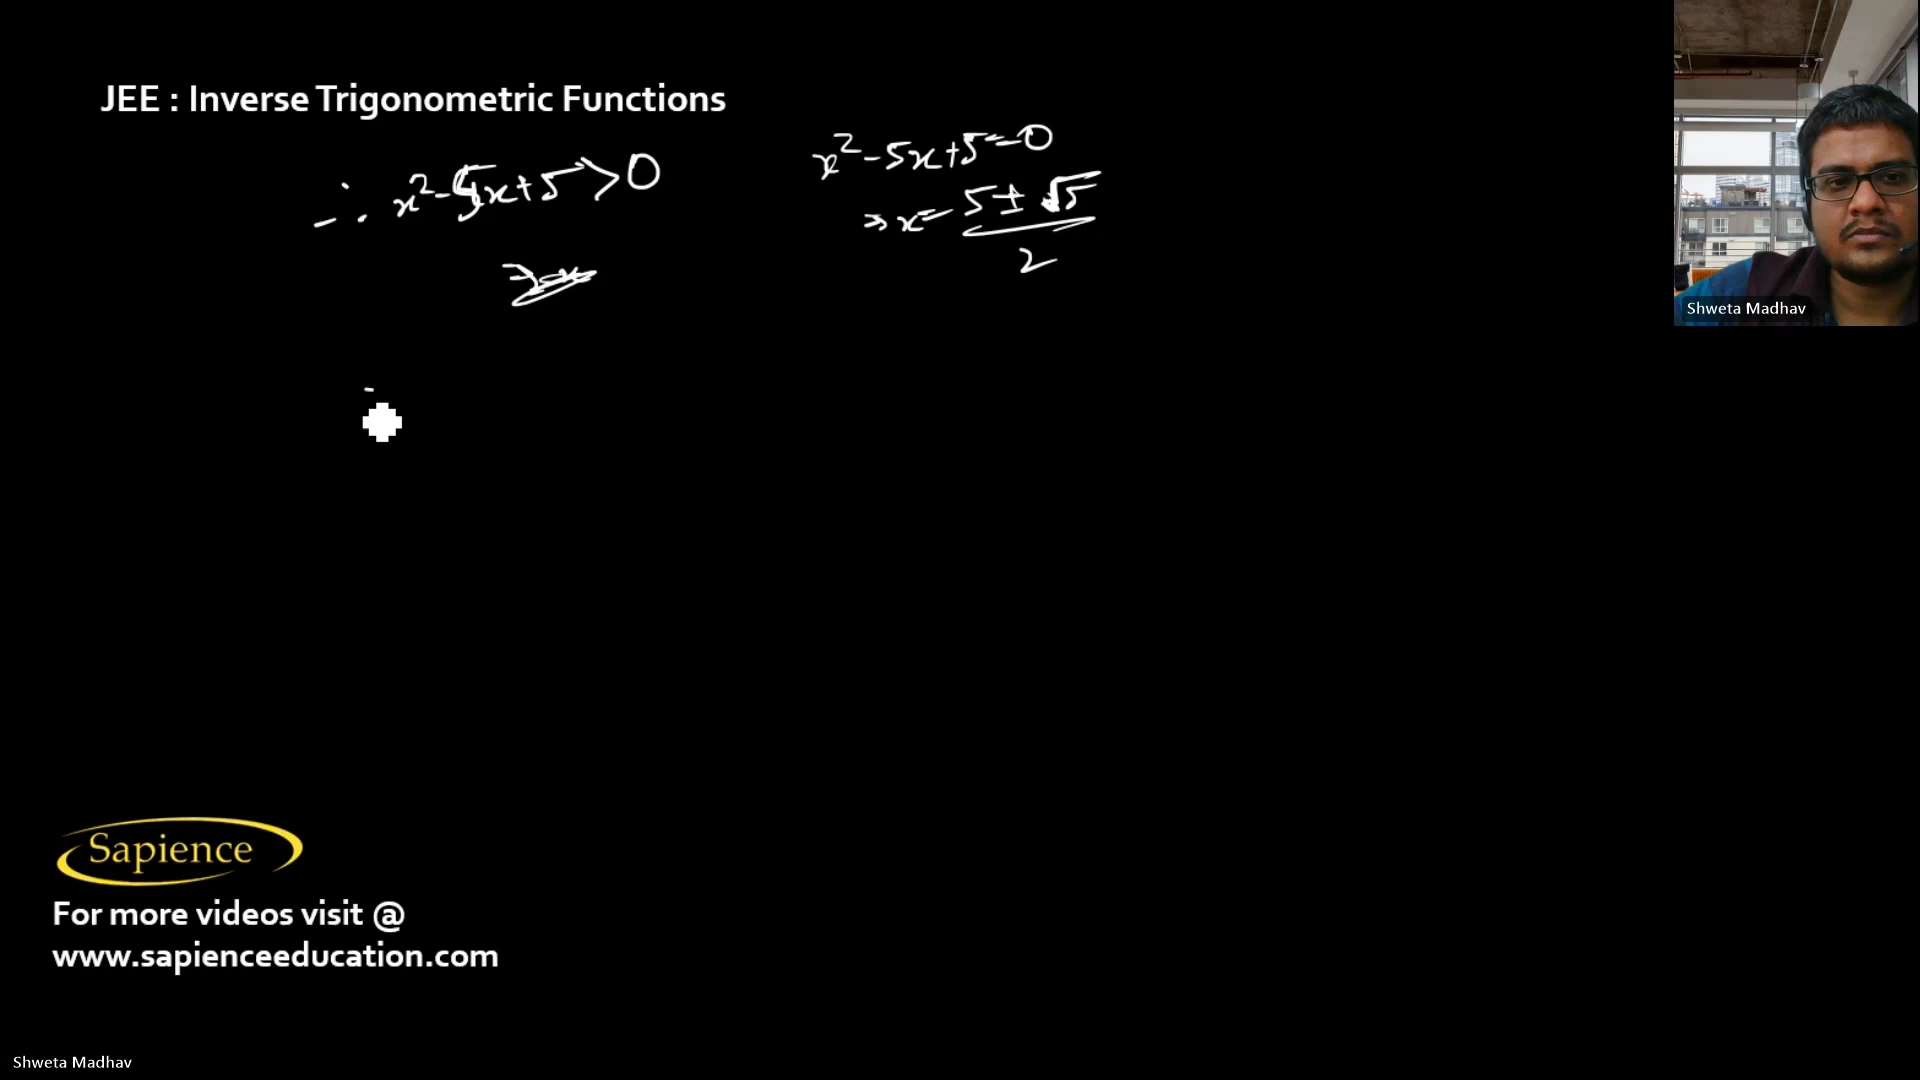 JEE : Inverse Trigonometric Functions
∴ x²-5x+5>0
x²-5x+5=0
⇒ x= (5±√5)/2
Shweta Madhav
Sapience
For more videos visit @
www.sapienceeducation.com
Shweta Madhav